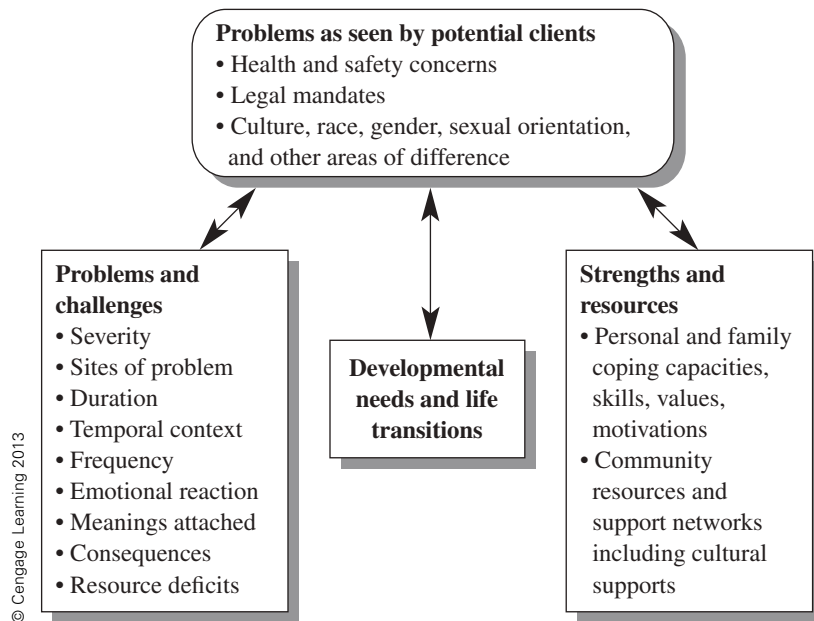 Problems as seen by potential clients
• Health and safety concerns
• Legal mandates
• Culture, race, gender, sexual orientation,
and other areas of difference
Problems and
challenges
• Severity
• Sites of problem
• Duration
• Temporal context
• Frequency
• Emotional reaction
• Meanings attached
• Consequences
• Resource deficits
Developmental
needs and life
transitions
Strengths and
resources
• Personal and family
coping capacities,
skills, values,
motivations
• Community
resources and
support networks
including cultural
supports
© Cengage Learning 2013